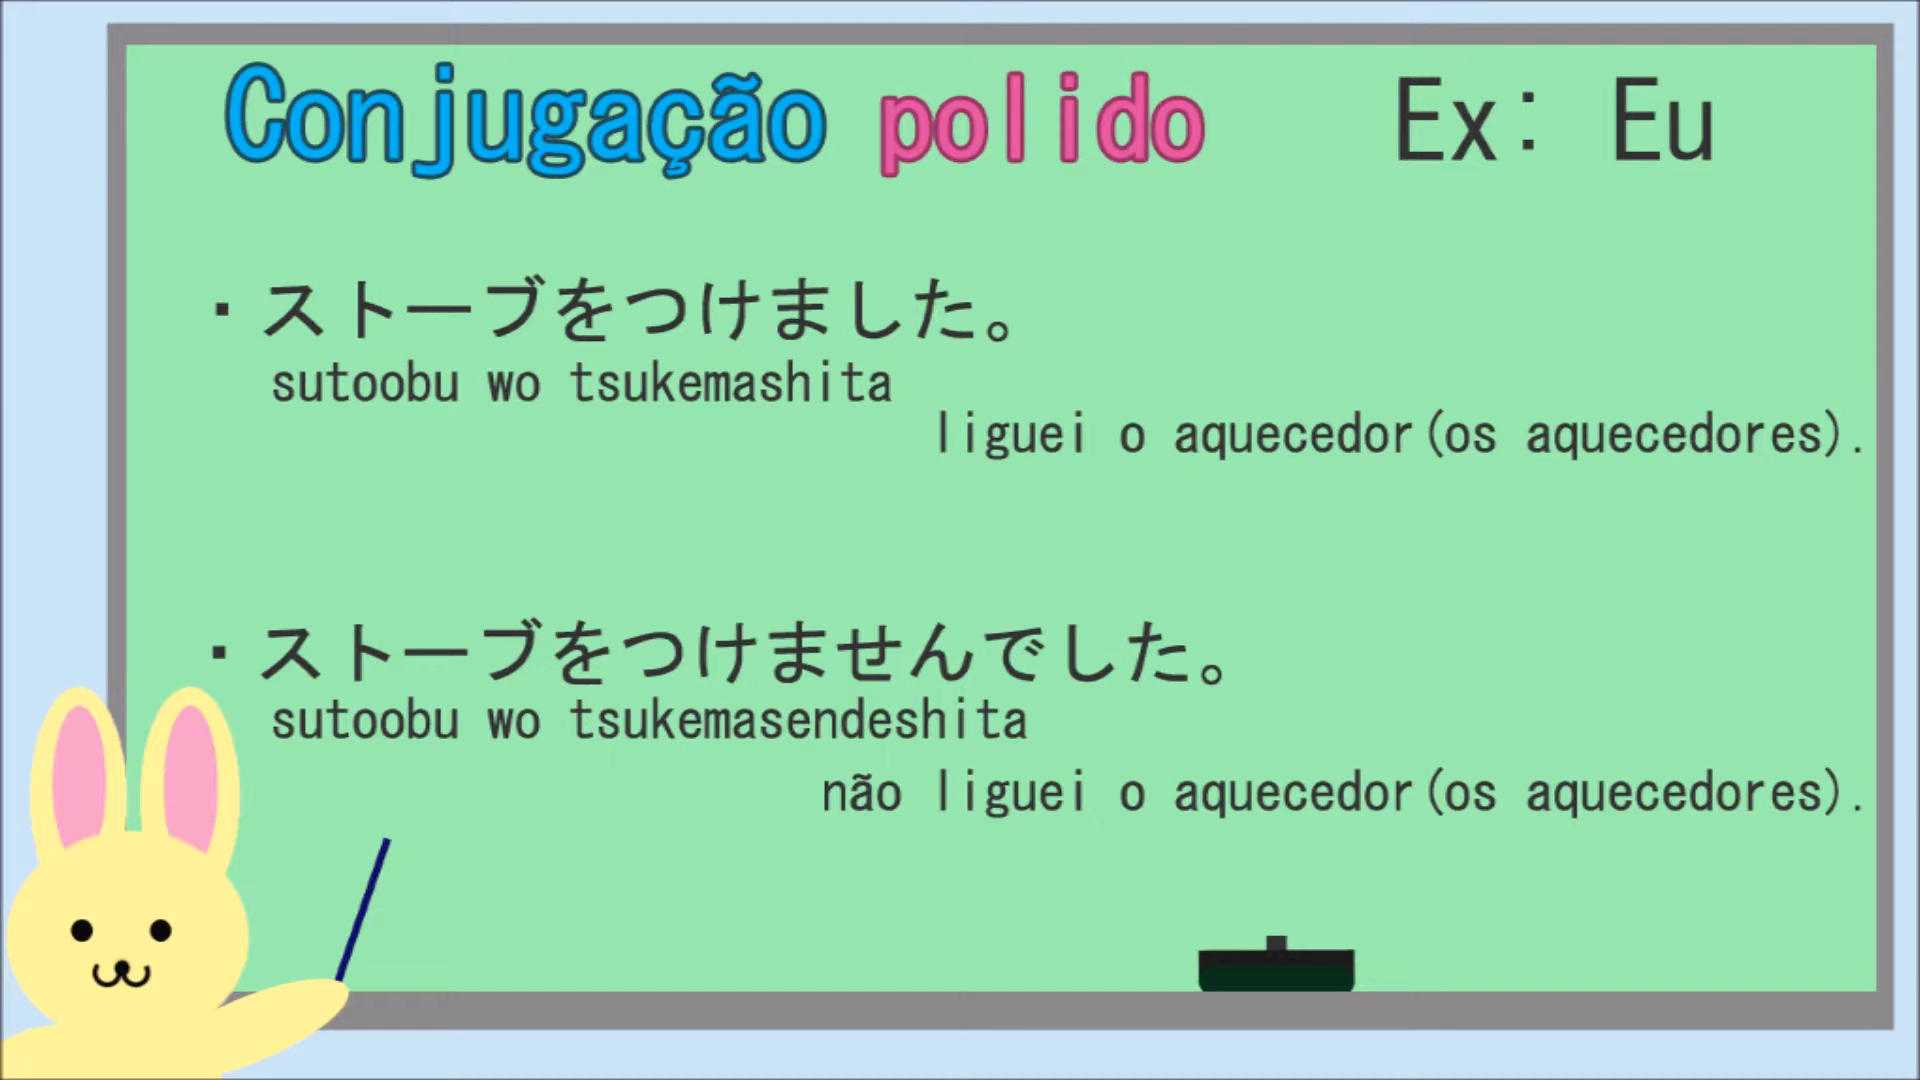 Conjugação polido Ex: Eu
・ストーブをつけました。
sutoobu wo tsukemashita
liguei o aquecedor(os aquecedores).
・ストーブをつけませんでした。
sutoobu wo tsukemasendeshita
não liguei o aquecedor(os aquecedores).